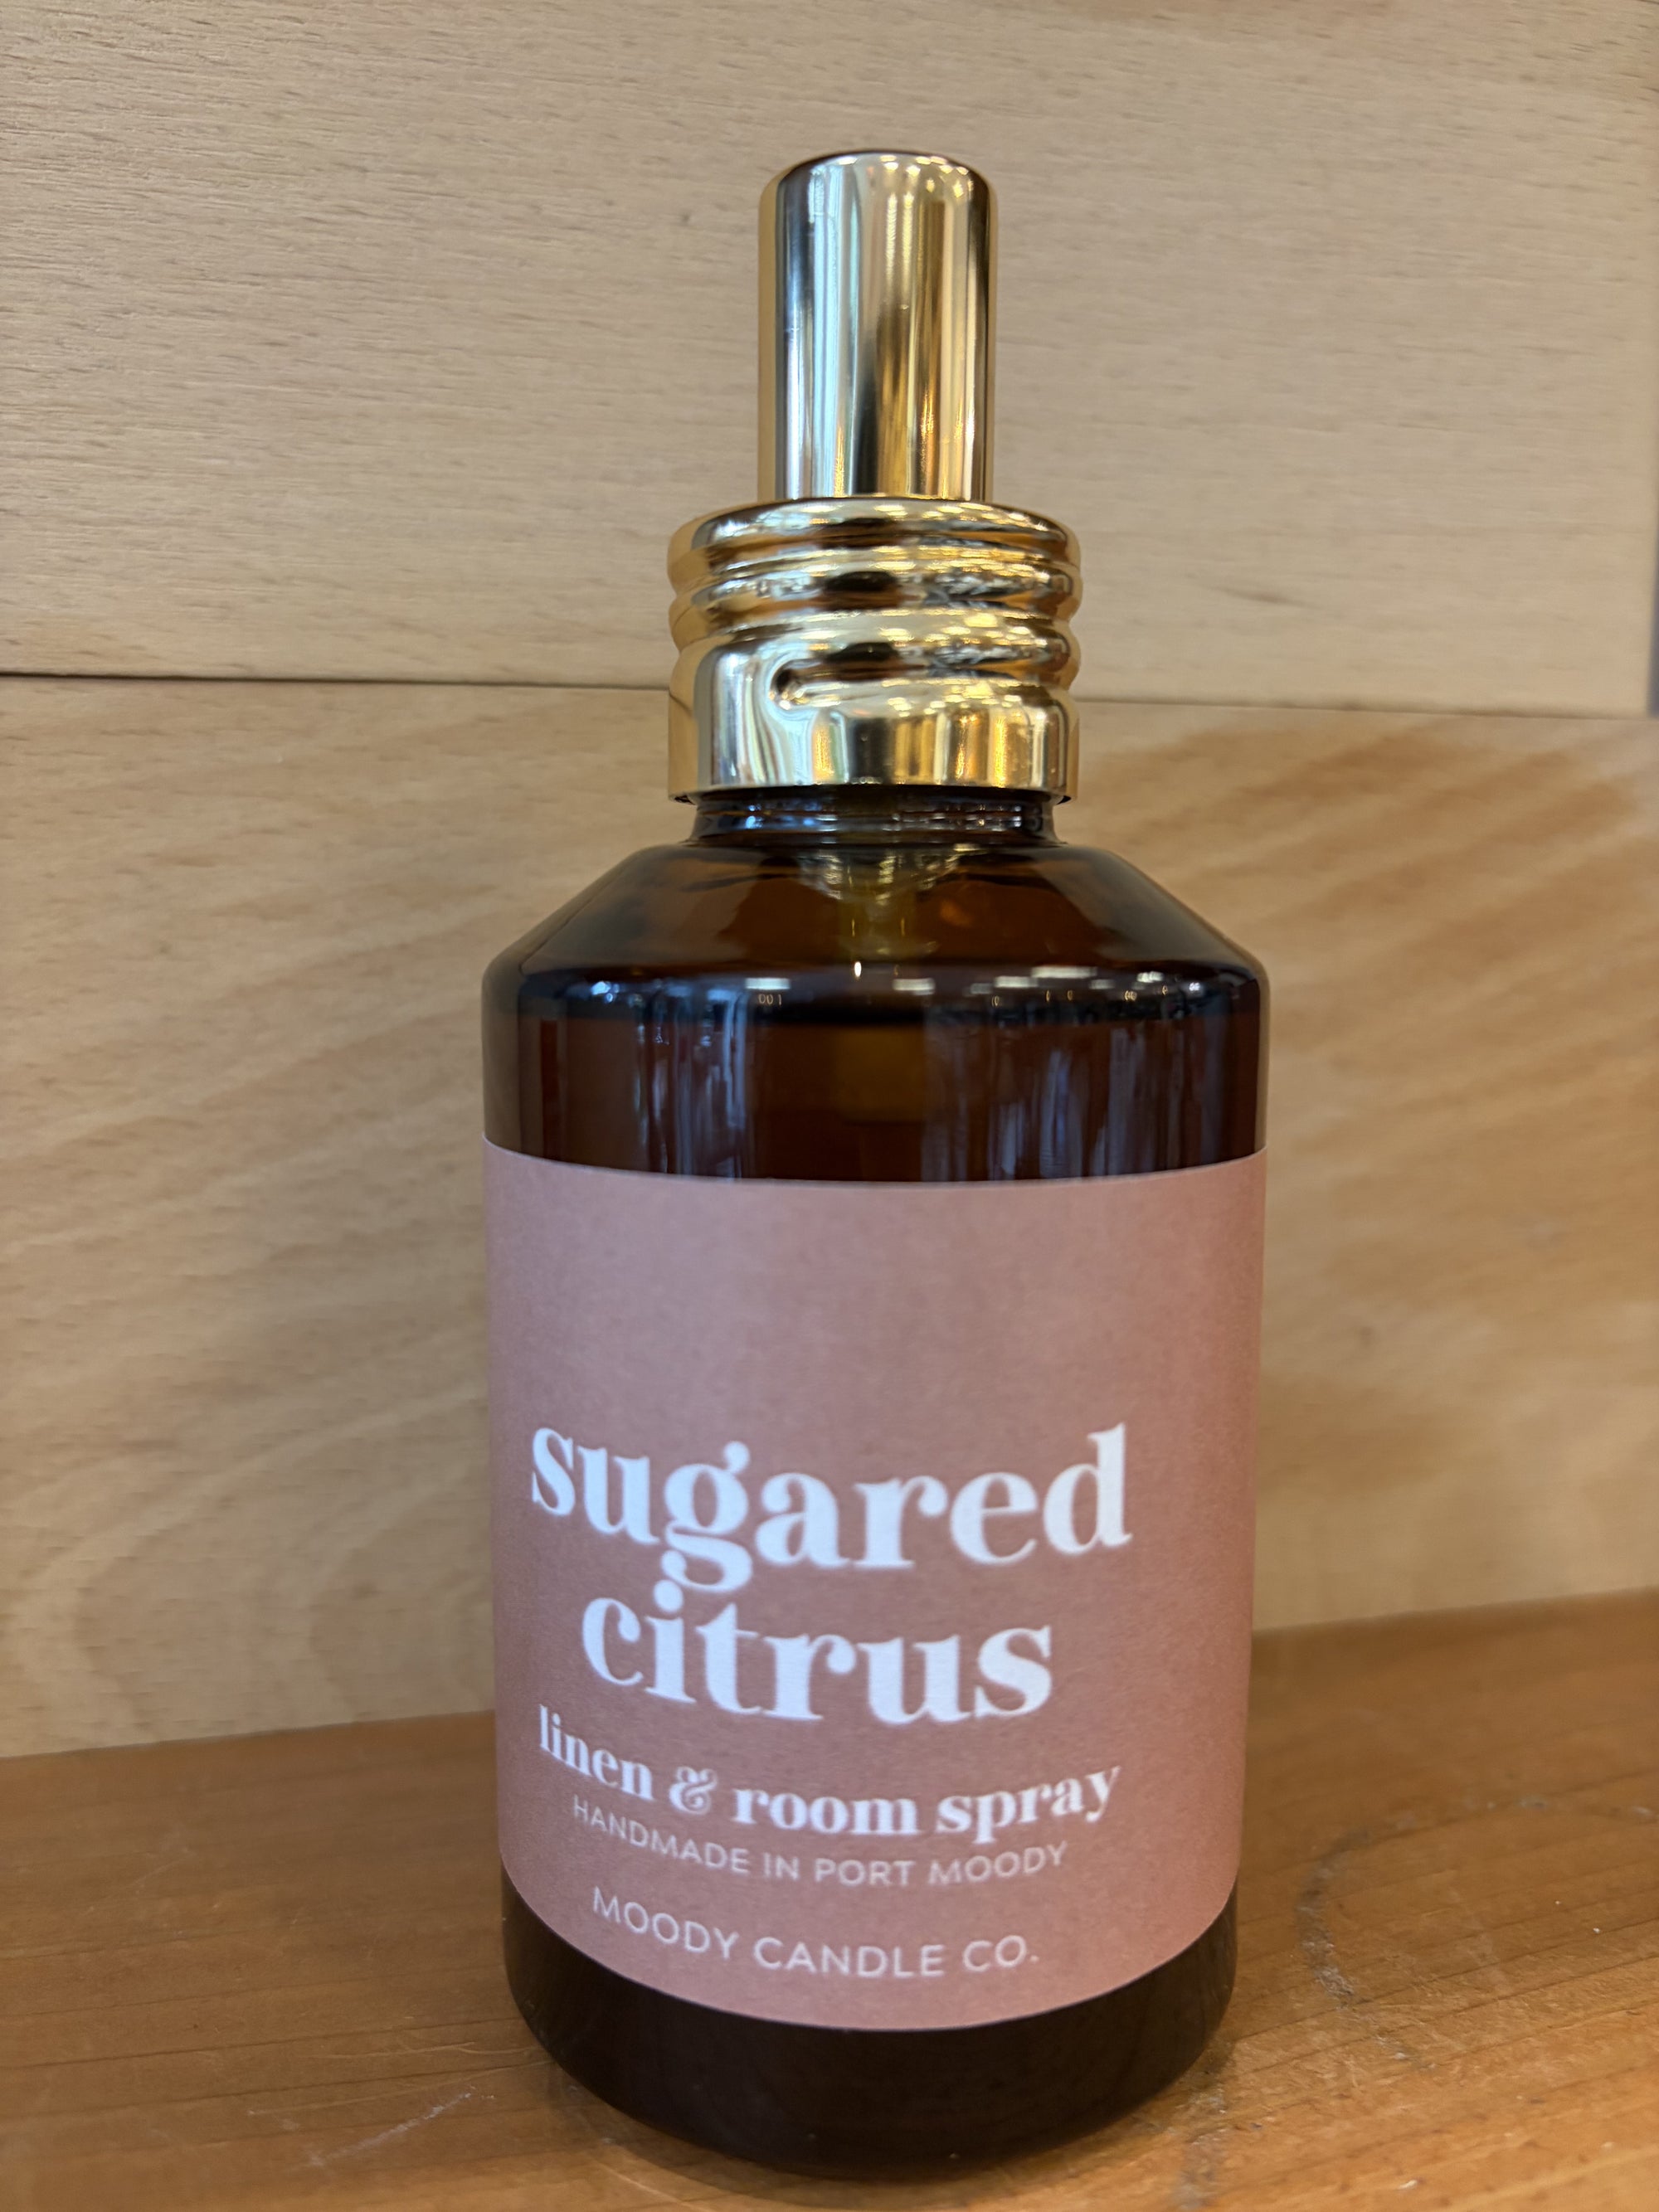 sugared
citrus
linen & room spray
HANDMADE IN PORT MOODY
MOODY CANDLE CO.